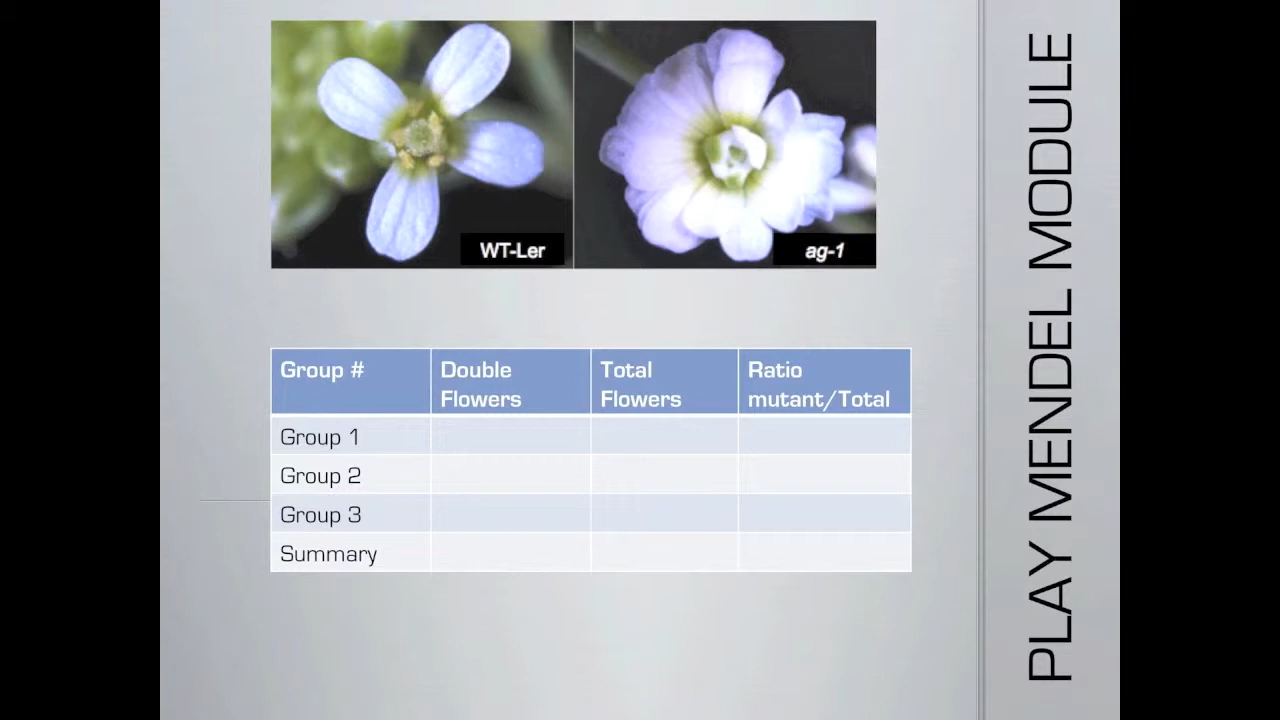 WT-Ler
ag-1
Group #
Double
Flowers
Total
Flowers
Ratio
mutant/Total
Group 1
Group 2
Group 3
Summary
PLAY MENDEL MODULE